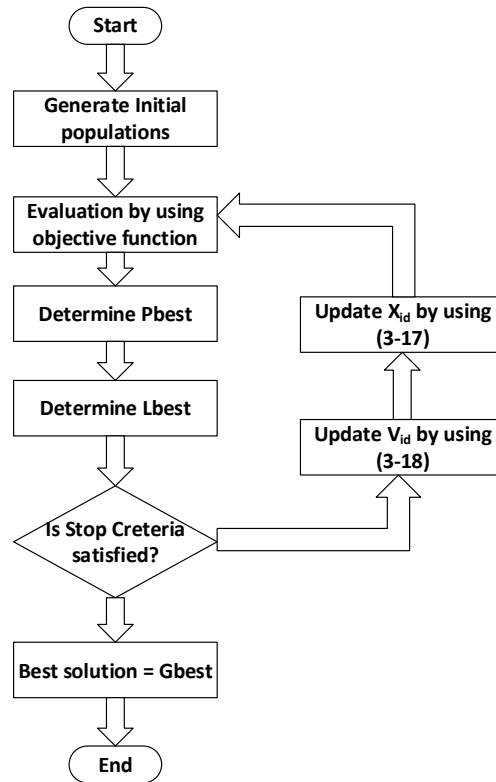 Start
Generate Initial
populations
Evaluation by using
objective function
Determine Pbest
Determine Lbest
Is Stop Creteria
satisfied?
Best solution = Gbest
End
Update Xid by using
(3-17)
Update Vid by using
(3-18)